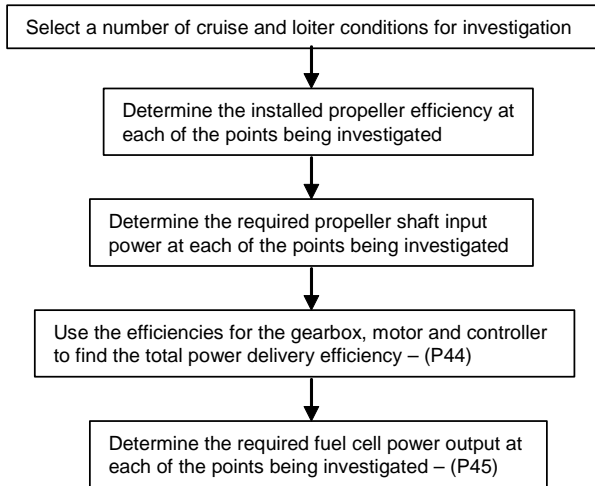 Select a number of cruise and loiter conditions for investigation
Determine the installed propeller efficiency at
each of the points being investigated
Determine the required propeller shaft input
power at each of the points being investigated
Use the efficiencies for the gearbox, motor and controller
to find the total power delivery efficiency – (P44)
Determine the required fuel cell power output at
each of the points being investigated – (P45)